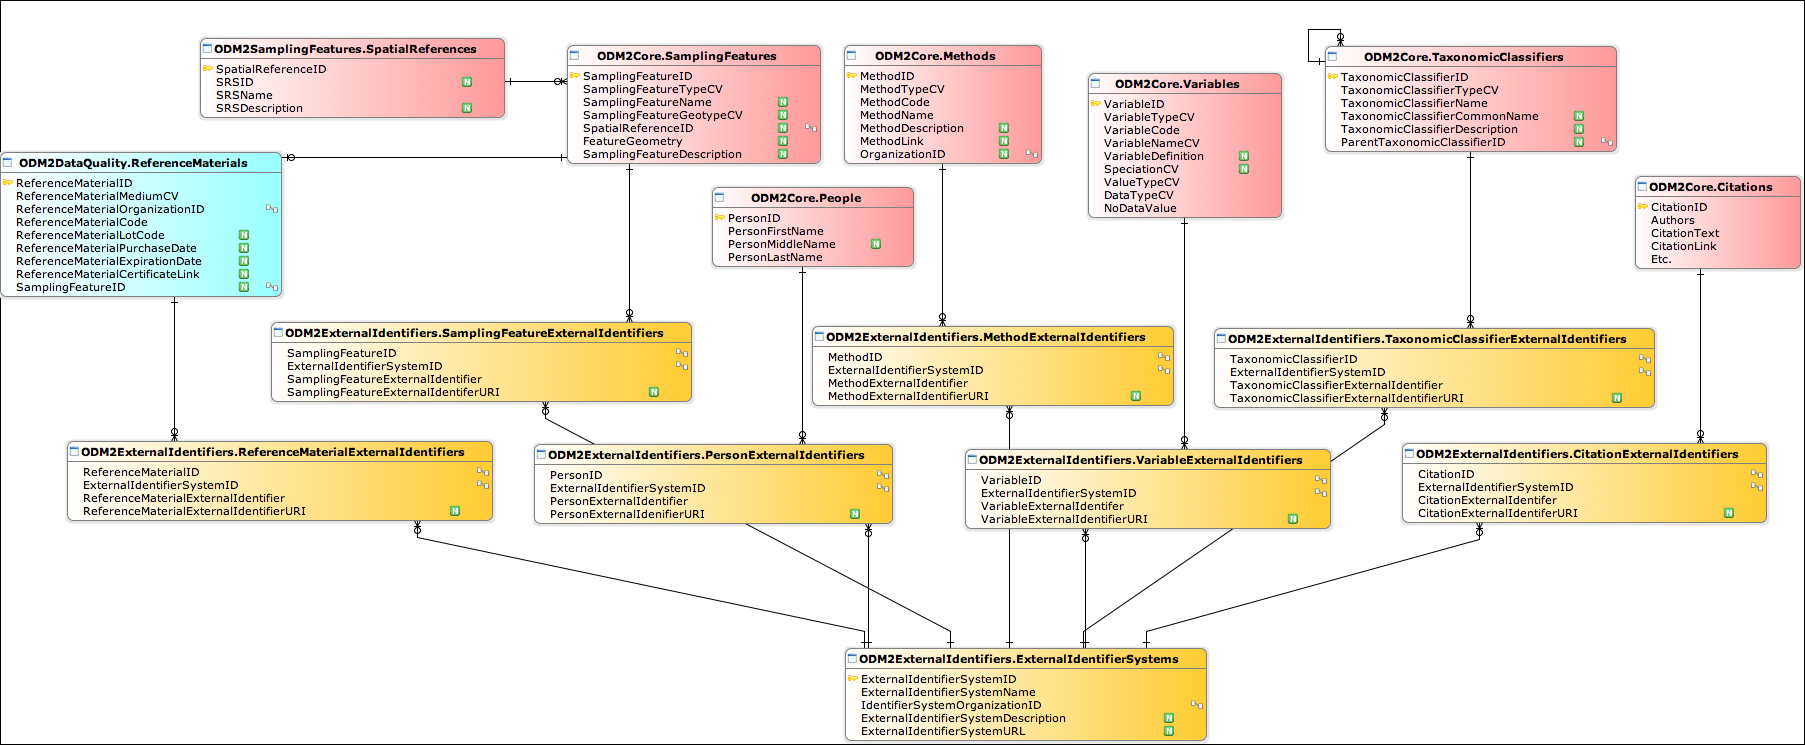 ODM2SamplingFeatures.SpatialReferences
SpatialReferenceID
SRSID N
SRSName
SRSDescription N
ODM2Core.SamplingFeatures
SamplingFeatureID
SamplingFeatureTypeCV
SamplingFeatureName N
SamplingFeatureGeotypeCV N
SpatialReferenceID N
FeatureGeometry N
SamplingFeatureDescription N
ODM2Core.Methods
MethodID
MethodTypeCV
MethodCode
MethodName
MethodDescription N
MethodLink N
OrganizationID N
ODM2Core.Variables
VariableID
VariableTypeCV
VariableCode
VariableNameCV
VariableDefinition N
SpeciationCV N
ValueTypeCV
DataTypeCV
NoDataValue
ODM2Core.TaxonomicClassifiers
TaxonomicClassifierID
TaxonomicClassifierTypeCV
TaxonomicClassifierName
TaxonomicClassifierCommonName N
TaxonomicClassifierDescription N
ParentTaxonomicClassifierID N
ODM2DataQuality.ReferenceMaterials
ReferenceMaterialID
ReferenceMaterialMediumCV
ReferenceMaterialOrganizationID
ReferenceMaterialCode
ReferenceMaterialLotCode N
ReferenceMaterialPurchaseDate N
ReferenceMaterialExpirationDate N
ReferenceMaterialCertificateLink N
SamplingFeatureID N
ODM2Core.People
PersonID
PersonFirstName
PersonMiddleName N
PersonLastName
ODM2Core.Citations
CitationID
Authors
CitationText
CitationLink
Etc.
ODM2ExternalIdentifiers.SamplingFeatureExternalIdentifiers
SamplingFeatureID
ExternalIdentifierSystemID
SamplingFeatureExternalIdentifier
SamplingFeatureExternalIdentiferURI N
ODM2ExternalIdentifiers.MethodExternalIdentifiers
MethodID
ExternalIdentifierSystemID
MethodExternalIdentifier
MethodExternalIdentifierURI N
ODM2ExternalIdentifiers.TaxonomicClassifierExternalIdentifiers
TaxonomicClassifierID
ExternalIdentifierSystemID
TaxonomicClassifierExternalIdentifier
TaxonomicClassifierExternalIdentifierURI N
ODM2ExternalIdentifiers.ReferenceMaterialExternalIdentifiers
ReferenceMaterialID
ExternalIdentifierSystemID
ReferenceMaterialExternalIdentifier
ReferenceMaterialExternalIdentifierURI N
ODM2ExternalIdentifiers.PersonExternalIdentifiers
PersonID
ExternalIdentifierSystemID
PersonExternalIdentifier
PersonExternalIdenifierURI N
ODM2ExternalIdentifiers.VariableExternalIdentifiers
VariableID
ExternalIdentifierSystemID
VariableExternalIdentifer
VariableExternalIdentifierURI N
ODM2ExternalIdentifiers.CitationExternalIdentifiers
CitationID
ExternalIdentifierSystemID
CitationExternalIdentifer
CitationExternalIdentiferURI N
ODM2ExternalIdentifiers.ExternalIdentifierSystems
ExternalIdentifierSystemID
ExternalIdentifierSystemName
IdentifierSystemOrganizationID
ExternalIdentifierSystemDescription N
ExternalIdentifierSystemURL N